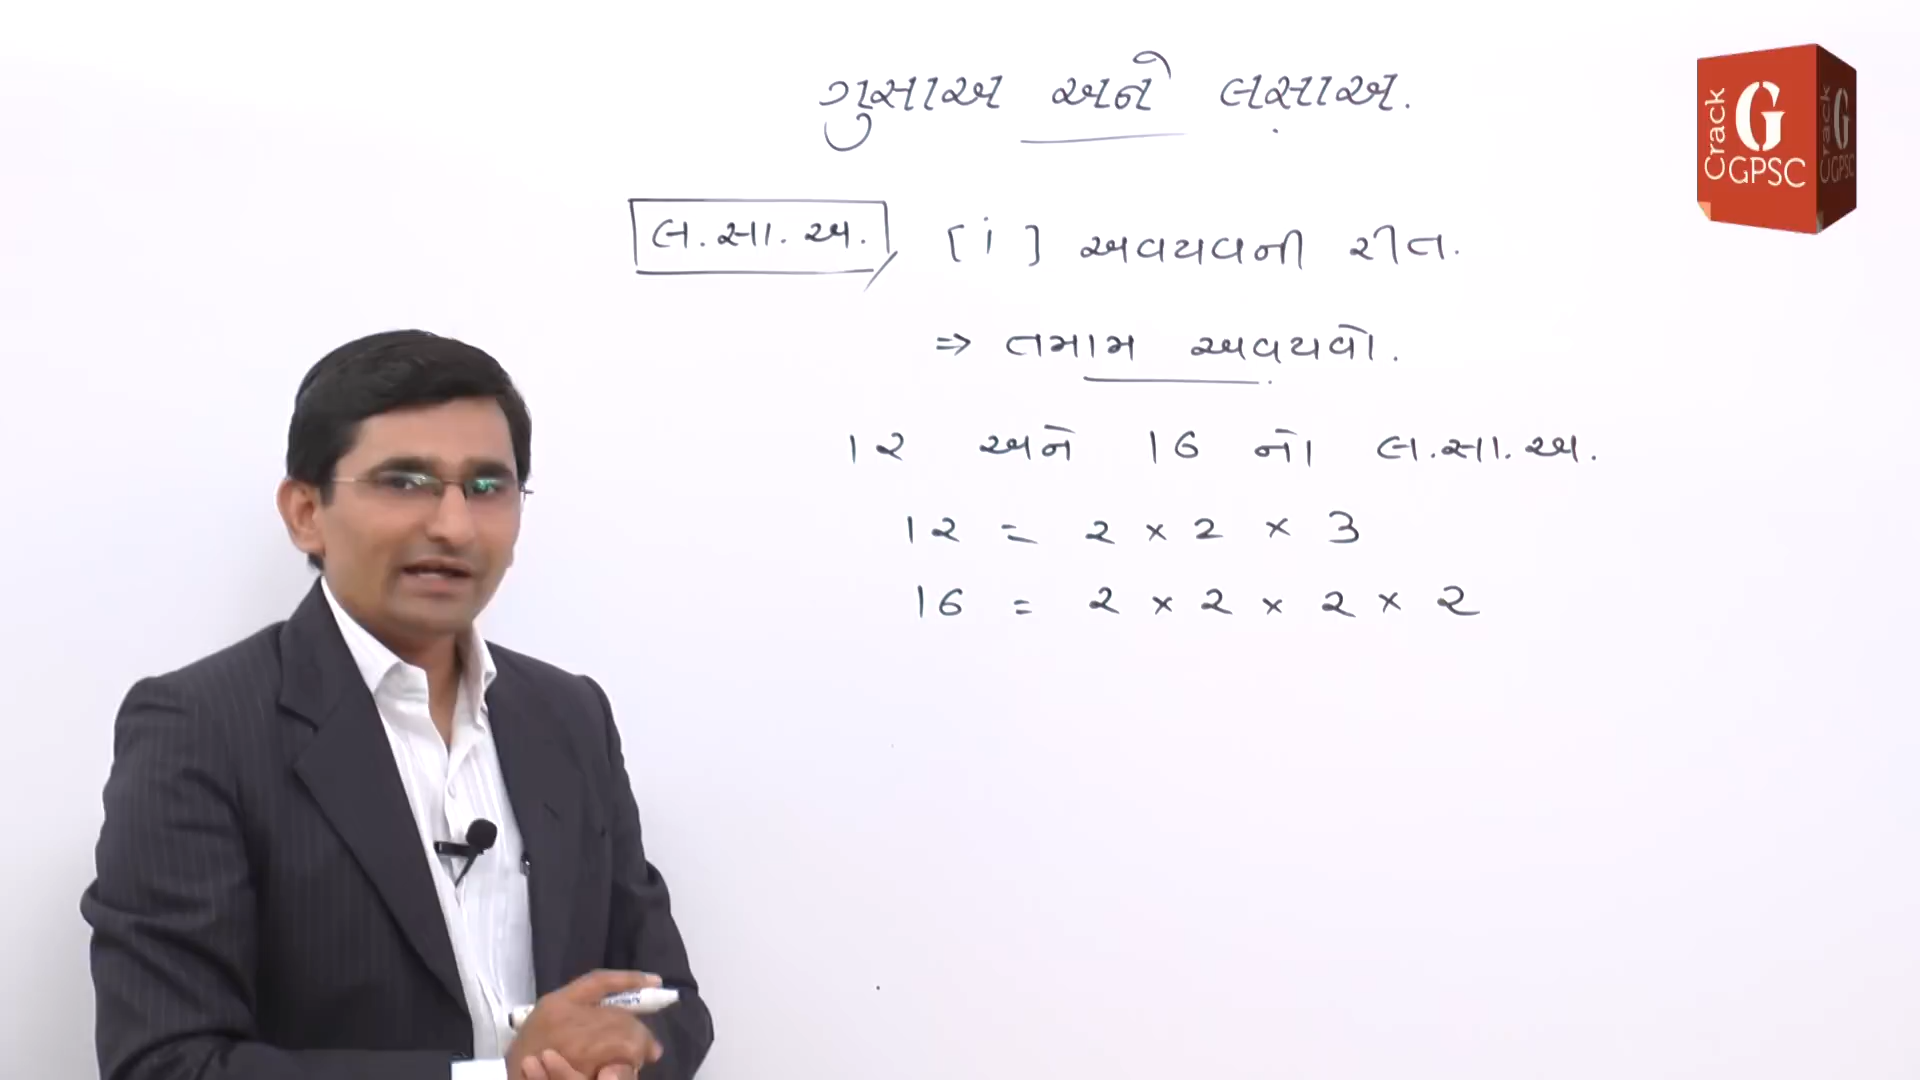 ગુસાઅ અને લસાઅ.
લ.સા.અ. [i] અવયવની રીત.
⇒ તમામ અવયવો.
12 અને 16 નો લ.સા.અ.
12 = 2 × 2 × 3
16 = 2 × 2 × 2 × 2
Crack
GPSC